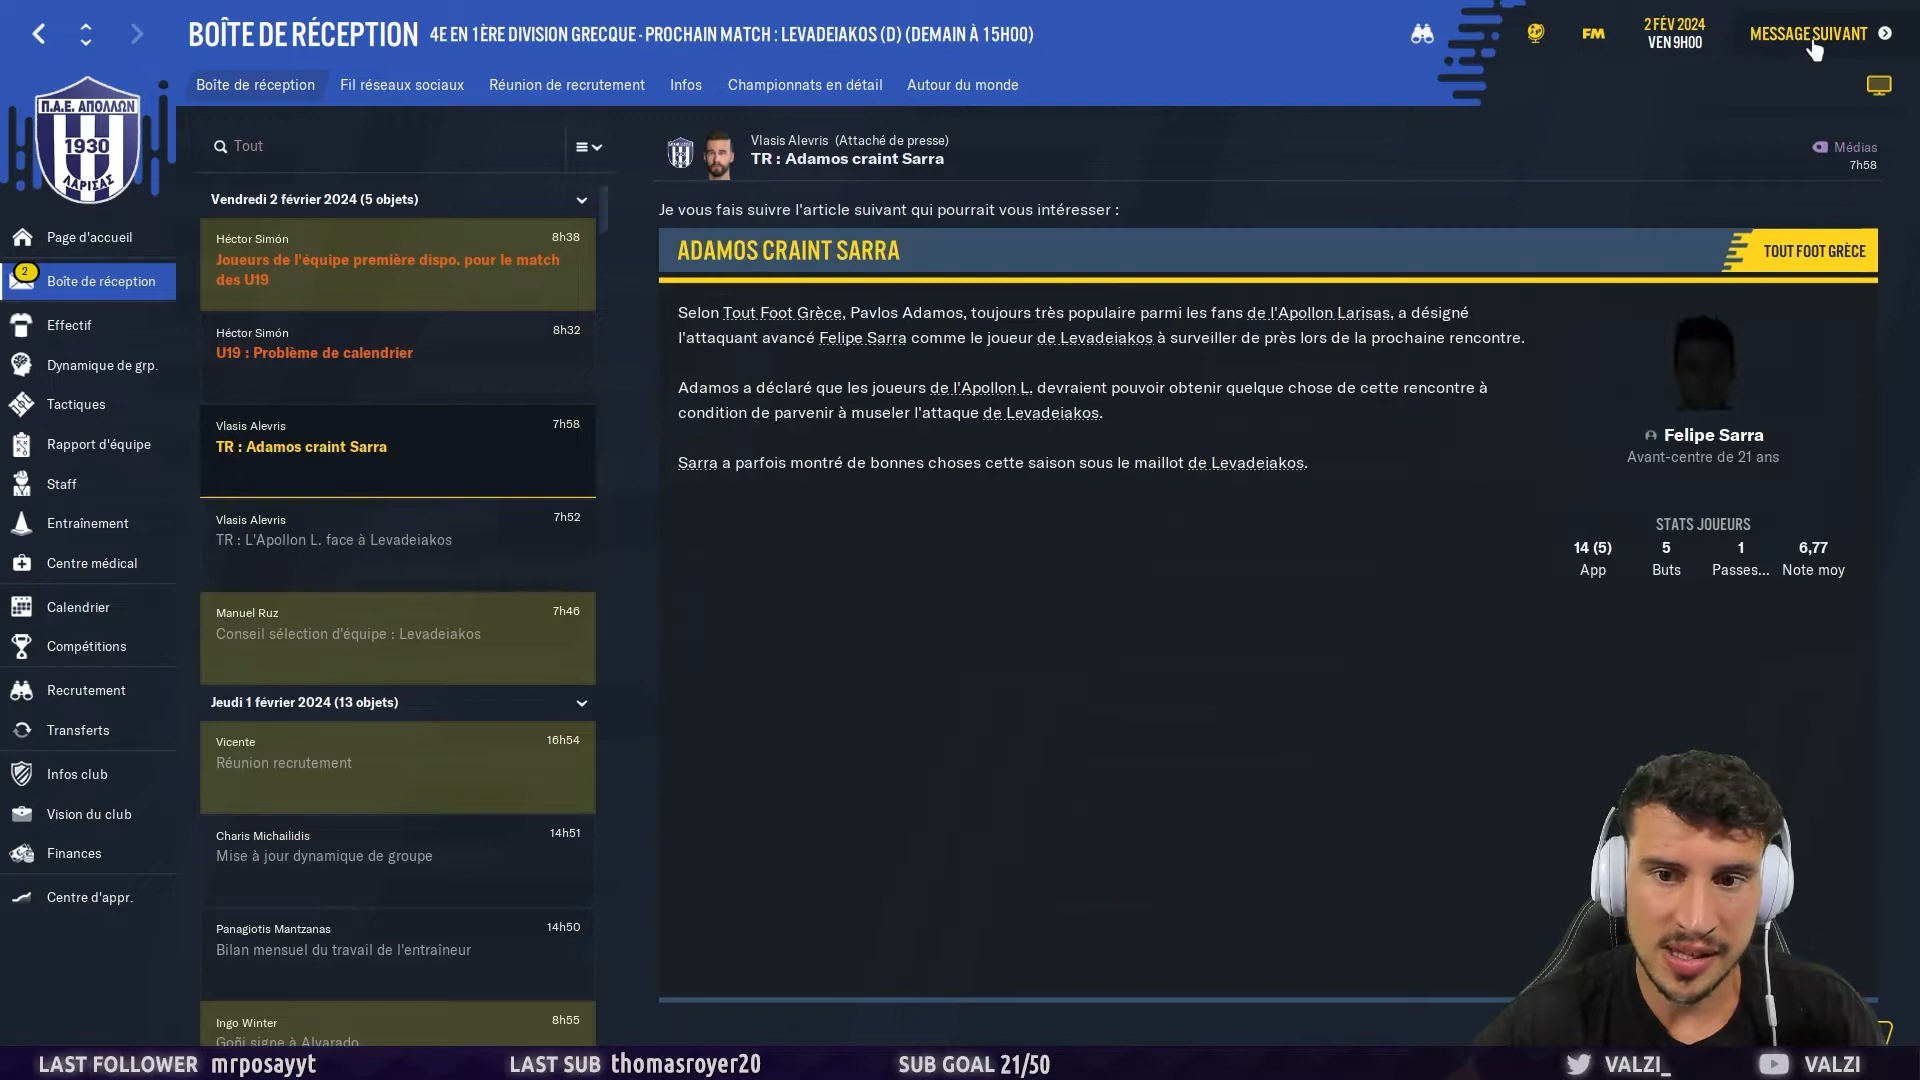 BOÎTE DE RÉCEPTION
4E EN 1ÈRE DIVISION GRECQUE - PROCHAIN MATCH : LEVADEIAKOS (D) (DEMAIN À 15H00)
FM
2 FÉV 2024
VEN 9H00
MESSAGE SUIVANT
Boîte de réception
Fil réseaux sociaux
Réunion de recrutement
Infos
Championnats en détail
Autour du monde
Π.Α.Ε. ΑΠΟΛΛΩΝ
1930
ΛΑΡΙΣΑΣ
Page d'accueil
2
Boîte de réception
Effectif
Dynamique de grp.
Tactiques
Rapport d'équipe
Staff
Entraînement
Centre médical
Calendrier
Compétitions
Recrutement
Transferts
Infos club
Vision du club
Finances
Centre d'appr.
Tout
Vendredi 2 février 2024 (5 objets)
Héctor Simón
8h38
Joueurs de l'équipe première dispo. pour le match
des U19
Héctor Simón
8h32
U19 : Problème de calendrier
Vlasis Alevris
7h58
TR : Adamos craint Sarra
Vlasis Alevris
7h52
TR : L'Apollon L. face à Levadeiakos
Manuel Ruz
7h46
Conseil sélection d'équipe : Levadeiakos
Jeudi 1 février 2024 (13 objets)
Vicente
16h54
Réunion recrutement
Charis Michailidis
14h51
Mise à jour dynamique de groupe
Panagiotis Mantzanas
14h50
Bilan mensuel du travail de l'entraîneur
Ingo Winter
8h55
Goñi signe à Alvarado.
Vlasis Alevris (Attaché de presse)
TR : Adamos craint Sarra
Médias
7h58
Je vous fais suivre l'article suivant qui pourrait vous intéresser :
ADAMOS CRAINT SARRA
TOUT FOOT GRÈCE
Selon Tout Foot Grèce, Pavlos Adamos, toujours très populaire parmi les fans de l'Apollon Larisas, a désigné
l'attaquant avancé Felipe Sarra comme le joueur de Levadeiakos à surveiller de près lors de la prochaine rencontre.
Adamos a déclaré que les joueurs de l'Apollon L. devraient pouvoir obtenir quelque chose de cette rencontre à
condition de parvenir à museler l'attaque de Levadeiakos.
Sarra a parfois montré de bonnes choses cette saison sous le maillot de Levadeiakos.
Felipe Sarra
Avant-centre de 21 ans
STATS JOUEURS
14 (5)
5
1
6,77
App
Buts
Passes...
Note moy
LAST FOLLOWER mrposayyt
LAST SUB thomasroyer20
SUB GOAL 21/50
VALZI_
VALZI